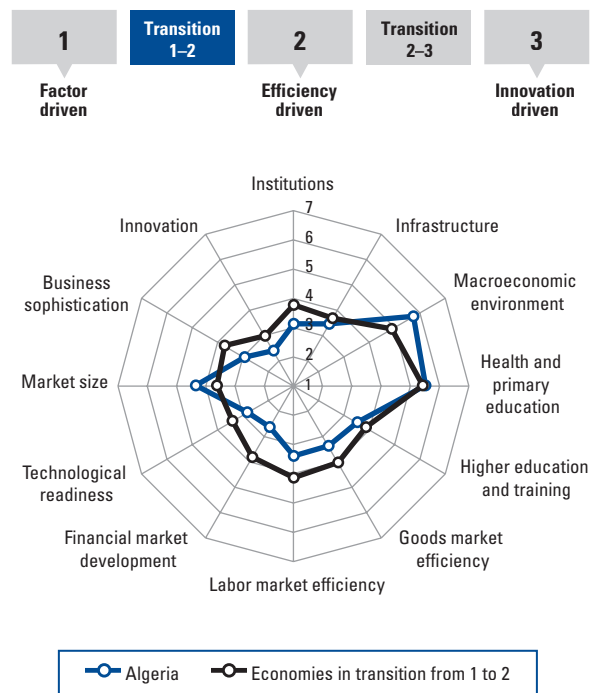 1
Transition
1–2
2
Transition
2–3
3
Factor
driven
Efficiency
driven
Innovation
driven
Institutions
7
6
5
4
3
2
1
Infrastructure
Macroeconomic
environment
Health and
primary
education
Higher education
and training
Goods market
efficiency
Labor market efficiency
Financial market
development
Technological
readiness
Market size
Business
sophistication
Innovation
Algeria
Economies in transition from 1 to 2